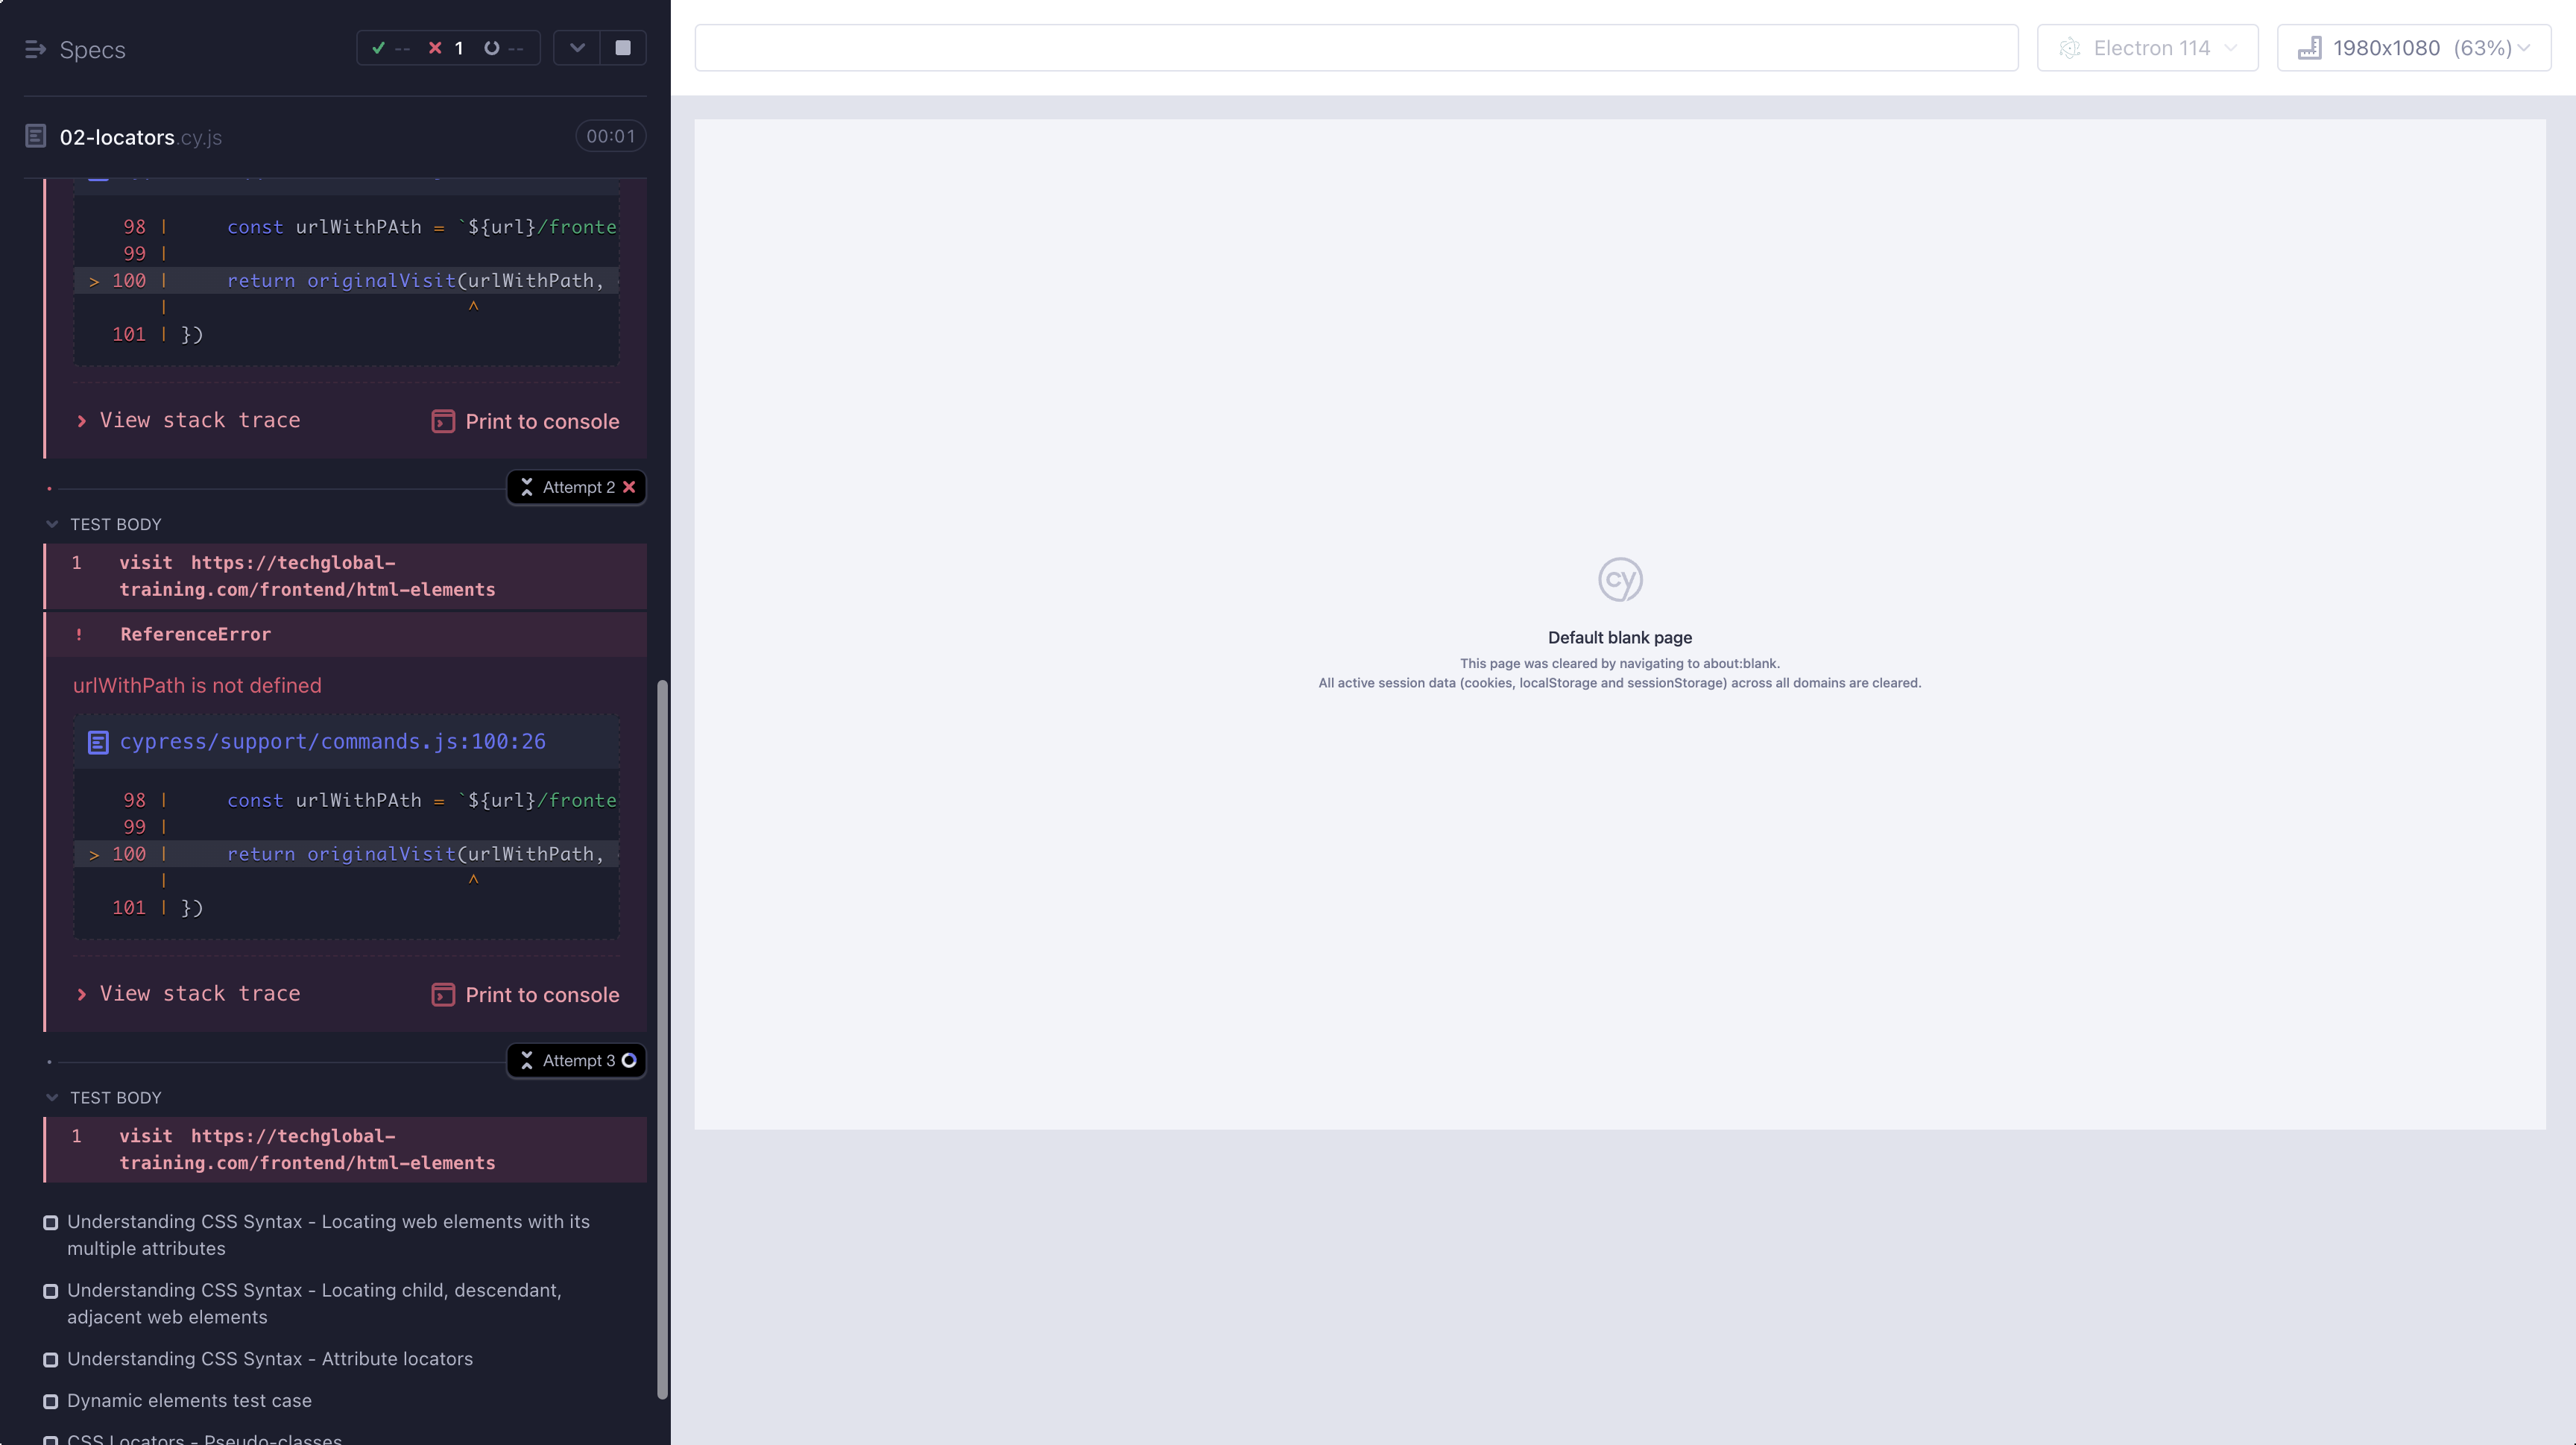 Specs
-- 1 --
02-locators.cy.js
00:01
98 | const urlWithPAth = `${url}/fronte
99 |
> 100 | return originalVisit(urlWithPath,
| ^
101 | })
View stack trace
Print to console
Attempt 2
TEST BODY
1 visit https://techglobal-
training.com/frontend/html-elements
! ReferenceError
urlWithPath is not defined
cypress/support/commands.js:100:26
98 | const urlWithPAth = `${url}/fronte
99 |
> 100 | return originalVisit(urlWithPath,
| ^
101 | })
View stack trace
Print to console
Attempt 3
TEST BODY
1 visit https://techglobal-
training.com/frontend/html-elements
Understanding CSS Syntax - Locating web elements with its
multiple attributes
Understanding CSS Syntax - Locating child, descendant,
adjacent web elements
Understanding CSS Syntax - Attribute locators
Dynamic elements test case
CSS Locators - Pseudo-classes
Electron 114
1980x1080 (63%)
cy
Default blank page
This page was cleared by navigating to about:blank.
All active session data (cookies, localStorage and sessionStorage) across all domains are cleared.